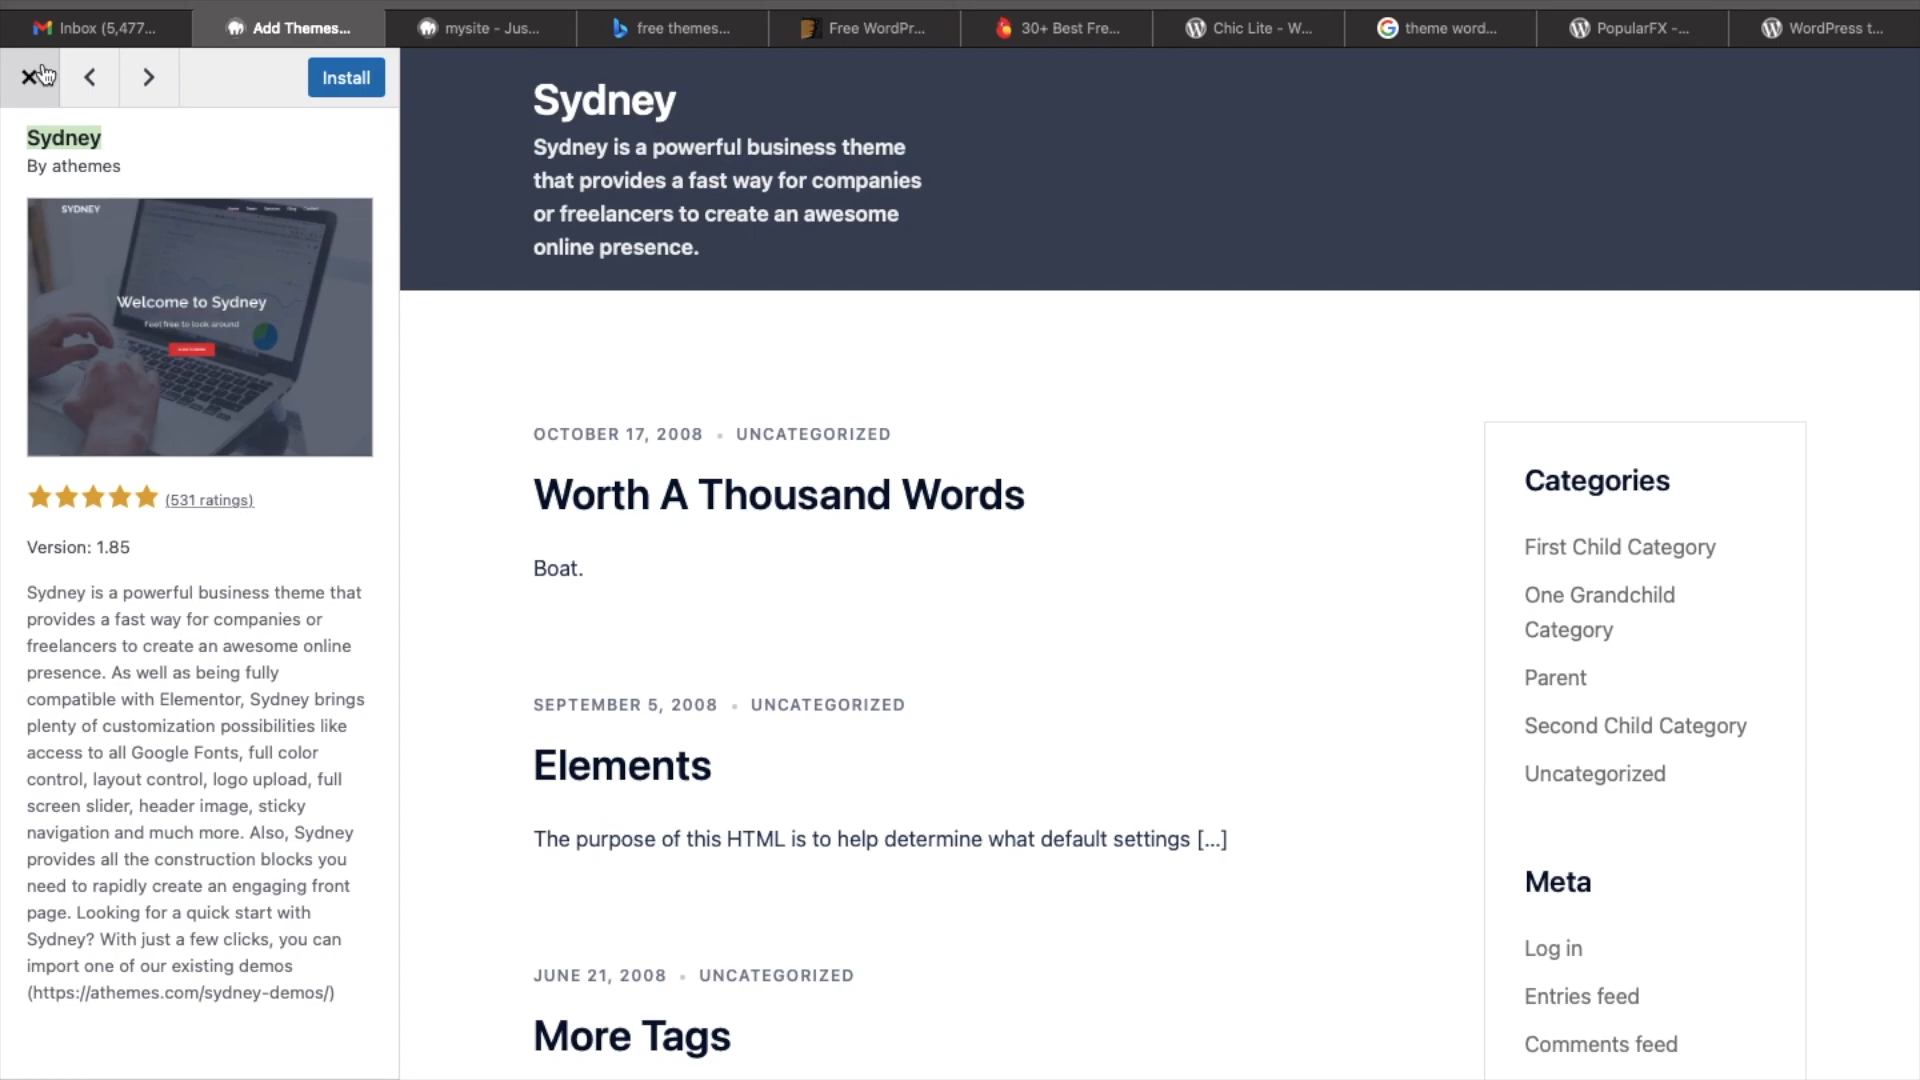 Inbox (5,477...
Add Themes...
mysite - Jus...
free themes...
Free WordPr...
30+ Best Fre...
Chic Lite - W...
theme word...
PopularFX -...
WordPress t...
Install
Sydney
By athemes
SYDNEY
Home Team Services Blog Contact
Welcome to Sydney
Feel free to look around
(531 ratings)
Version: 1.85
Sydney is a powerful business theme that
provides a fast way for companies or
freelancers to create an awesome online
presence. As well as being fully
compatible with Elementor, Sydney brings
plenty of customization possibilities like
access to all Google Fonts, full color
control, layout control, logo upload, full
screen slider, header image, sticky
navigation and much more. Also, Sydney
provides all the construction blocks you
need to rapidly create an engaging front
page. Looking for a quick start with
Sydney? With just a few clicks, you can
import one of our existing demos
(https://athemes.com/sydney-demos/)
Sydney
Sydney is a powerful business theme
that provides a fast way for companies
or freelancers to create an awesome
online presence.
OCTOBER 17, 2008 • UNCATEGORIZED
Worth A Thousand Words
Boat.
SEPTEMBER 5, 2008 • UNCATEGORIZED
Elements
The purpose of this HTML is to help determine what default settings [...]
JUNE 21, 2008 • UNCATEGORIZED
More Tags
Categories
First Child Category
One Grandchild
Category
Parent
Second Child Category
Uncategorized
Meta
Log in
Entries feed
Comments feed